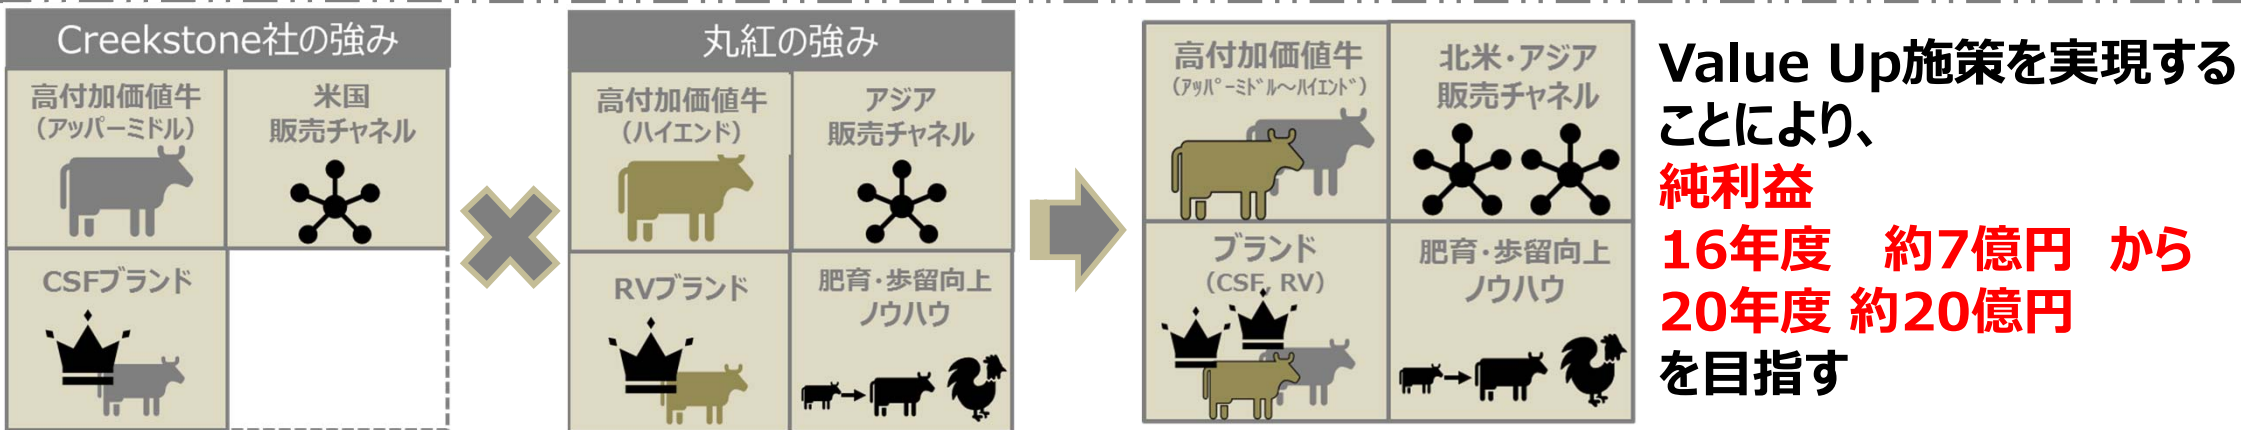 Creekstone社の強み
高付加価値牛
（アッパーミドル）
米国
販売チャネル
CSFブランド
丸紅の強み
高付加価値牛
（ハイエンド）
アジア
販売チャネル
RVブランド
肥育・歩留向上
ノウハウ
高付加価値牛
（ｱｯﾊﾟｰﾐﾄﾞﾙ～ﾊｲｴﾝﾄﾞ）
北米・アジア
販売チャネル
ブランド
（CSF, RV）
肥育・歩留向上
ノウハウ
Value Up施策を実現する
ことにより、
純利益
16年度　約7億円　から
20年度 約20億円
を目指す